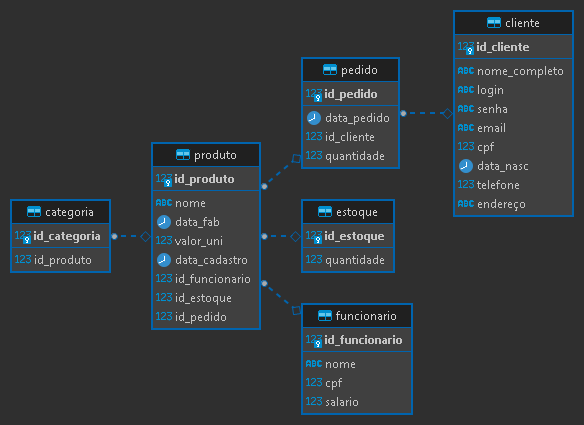 categoria
123 id_categoria
123 id_produto
produto
123 id_produto
ABC nome
data_fab
123 valor_uni
data_cadastro
123 id_funcionario
123 id_estoque
123 id_pedido
pedido
123 id_pedido
data_pedido
123 id_cliente
123 quantidade
estoque
123 id_estoque
123 quantidade
funcionario
123 id_funcionario
ABC nome
123 cpf
123 salario
cliente
123 id_cliente
ABC nome_completo
ABC login
ABC senha
ABC email
123 cpf
data_nasc
123 telefone
ABC endereço